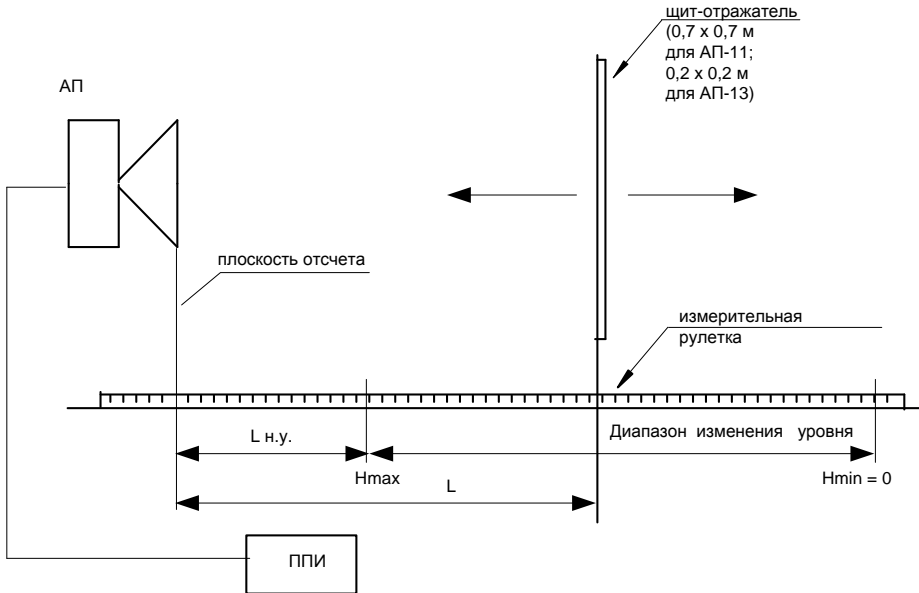 щит-отражатель
(0,7 х 0,7 м
для АП-11;
0,2 х 0,2 м
для АП-13)
АП
плоскость отсчета
измерительная
рулетка
L н.у.
Диапазон изменения уровня
Hmax
L
Hmin = 0
ППИ